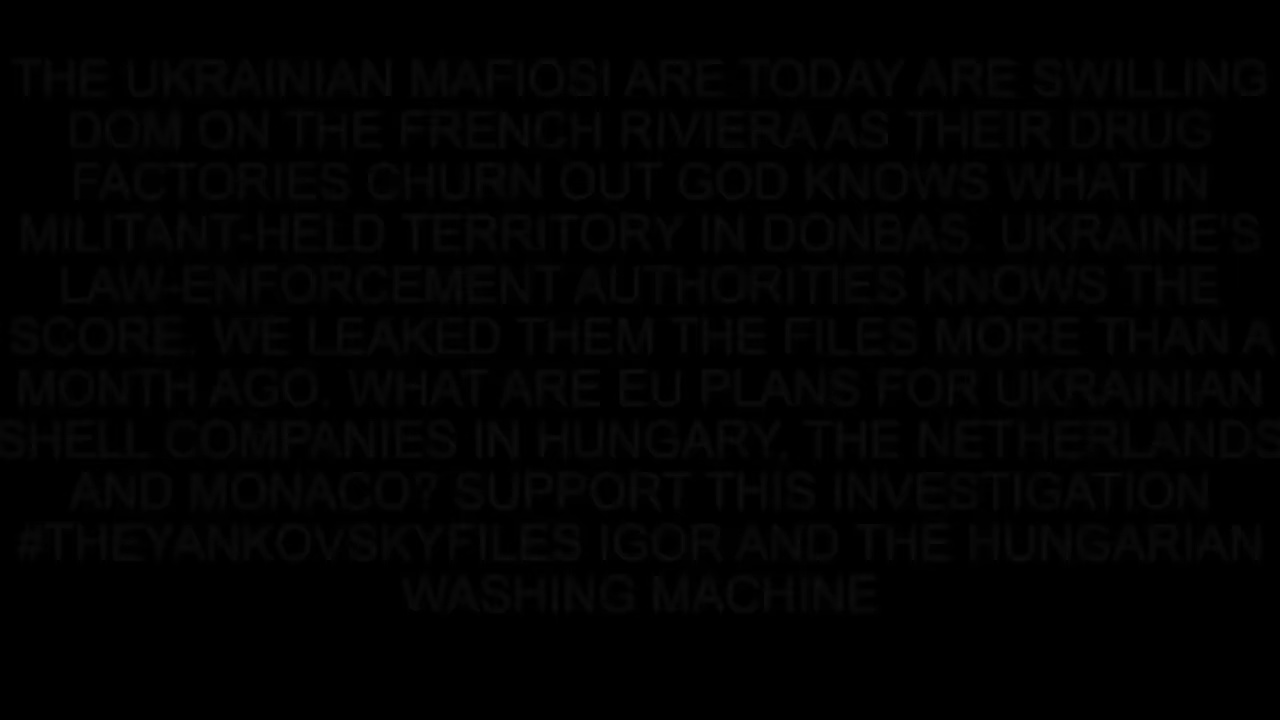 THE UKRAINIAN MAFIOSI ARE TODAY ARE SWILLING
DOM ON THE FRENCH RIVIERA AS THEIR DRUG
FACTORIES CHURN OUT GOD KNOWS WHAT IN
MILITANT-HELD TERRITORY IN DONBAS. UKRAINE'S
LAW-ENFORCEMENT AUTHORITIES KNOWS THE
SCORE. WE LEAKED THEM THE FILES MORE THAN A
MONTH AGO. WHAT ARE EU PLANS FOR UKRAINIAN
SHELL COMPANIES IN HUNGARY, THE NETHERLANDS
AND MONACO? SUPPORT THIS INVESTIGATION
#THEYANKOVSKYFILES IGOR AND THE HUNGARIAN
WASHING MACHINE